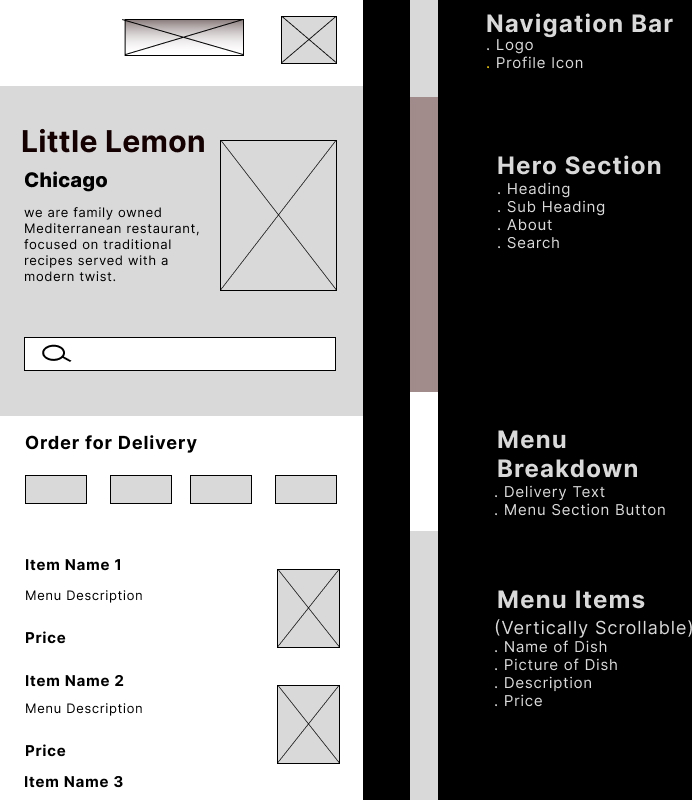 Little Lemon
Chicago
we are family owned
Mediterranean restaurant,
focused on traditional
recipes served with a
modern twist.
Order for Delivery
Item Name 1
Menu Description
Price
Item Name 2
Menu Description
Price
Item Name 3
Navigation Bar
. Logo
. Profile Icon
Hero Section
. Heading
. Sub Heading
. About
. Search
Menu
Breakdown
. Delivery Text
. Menu Section Button
Menu Items
(Vertically Scrollable)
. Name of Dish
. Picture of Dish
. Description
. Price